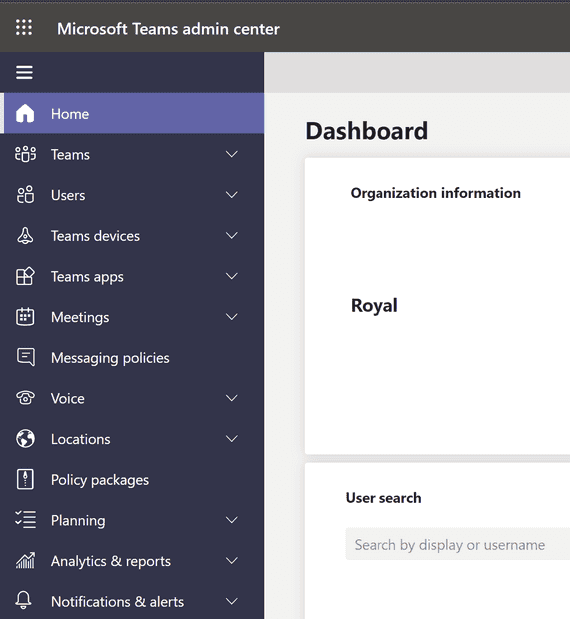 Microsoft Teams admin center
Home
Teams
Users
Teams devices
Teams apps
Meetings
Messaging policies
Voice
Locations
Policy packages
Planning
Analytics & reports
Notifications & alerts
Dashboard
Organization information
Royal
User search
Search by display or username